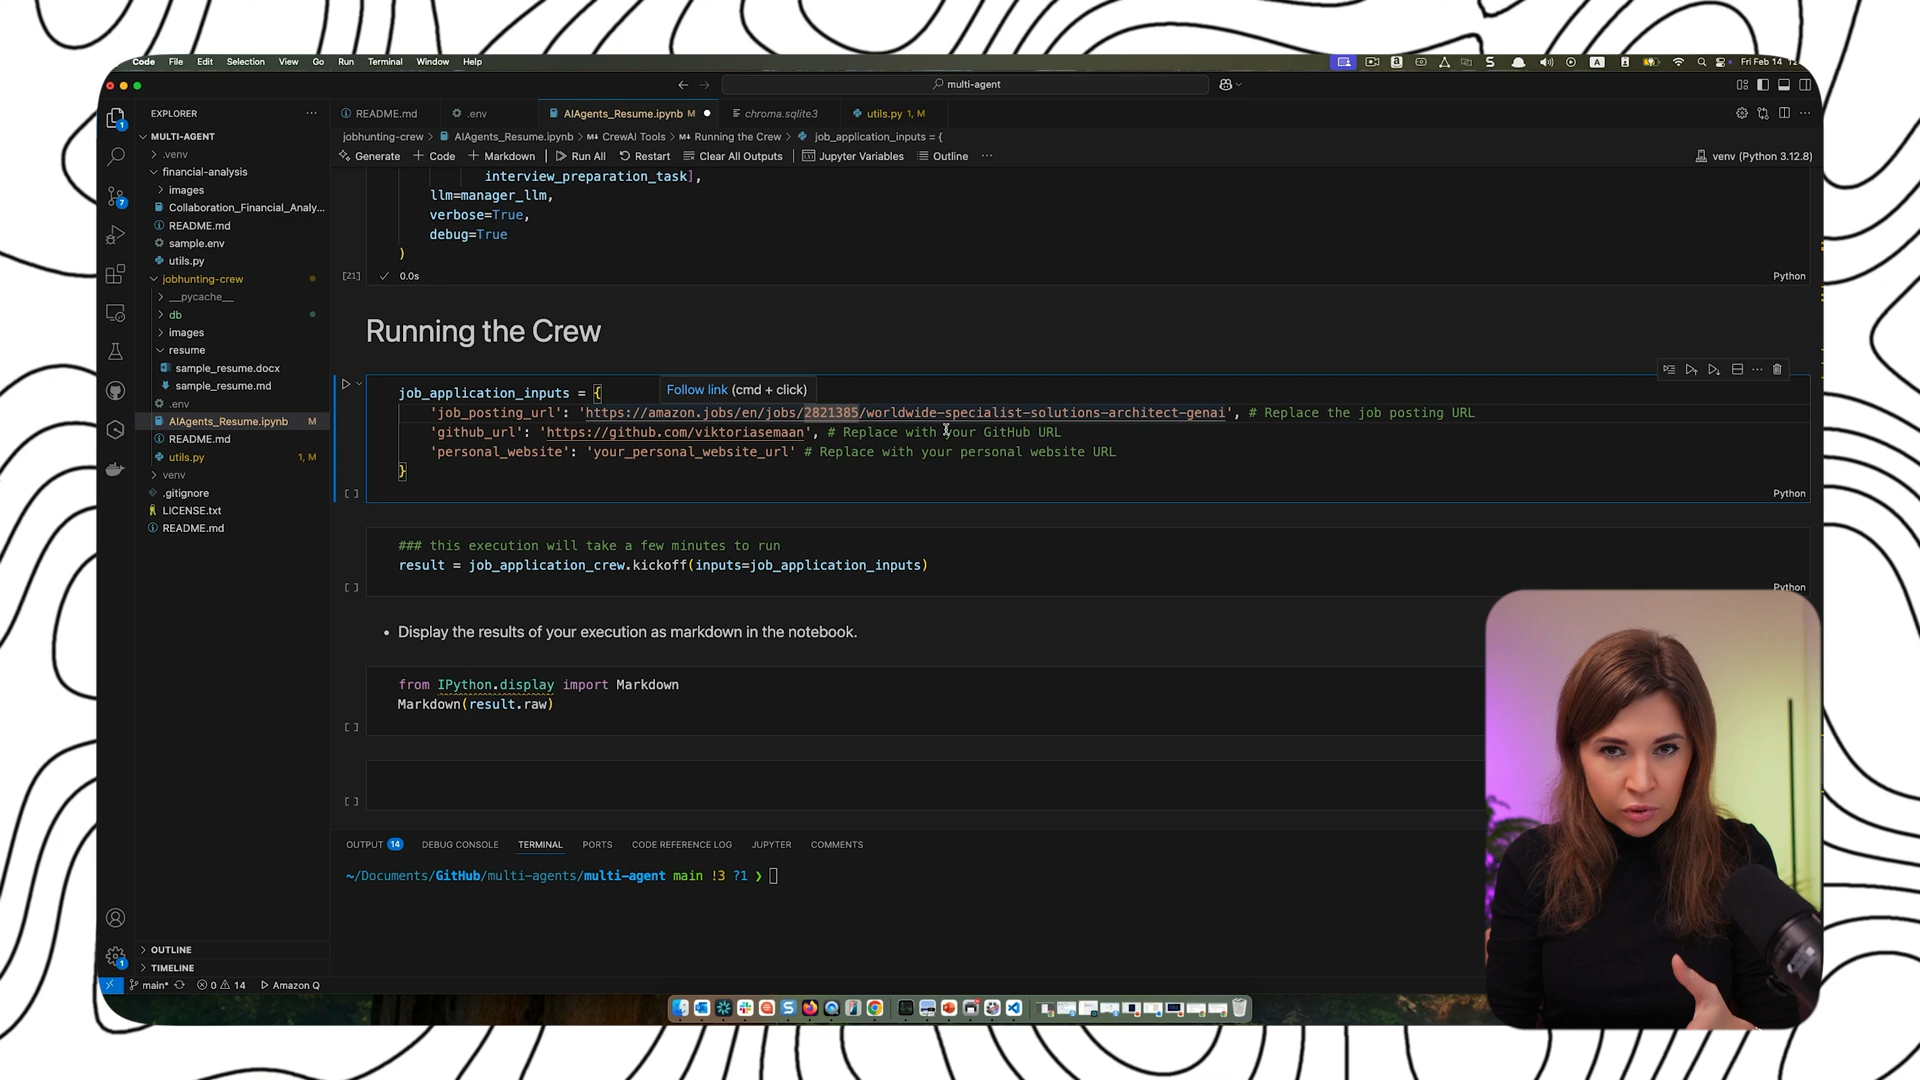 Code File Edit Selection View Go Run Terminal Window Help
Fri Feb 14
multi-agent
EXPLORER
README.md
.env
AIAgents_Resume.ipynb M
chroma.sqlite3
utils.py 1, M
MULTI-AGENT
jobhunting-crew > AIAgents_Resume.ipynb > M↓ CrewAI Tools > M↓ Running the Crew > job_application_inputs = {
Generate + Code + Markdown Run All Restart Clear All Outputs Jupyter Variables Outline ...
venv (Python 3.12.8)
.venv
financial-analysis
images
Collaboration_Financial_Analy...
README.md
sample.env
utils.py
jobhunting-crew
__pycache__
db
images
resume
sample_resume.docx
sample_resume.md
.env
AIAgents_Resume.ipynb M
README.md
utils.py 1, M
venv
.gitignore
LICENSE.txt
README.md
OUTLINE
TIMELINE
interview_preparation_task],
llm=manager_llm,
verbose=True,
debug=True
)
[21] 0.0s Python
Running the Crew
Follow link (cmd + click)
job_application_inputs = {
'job_posting_url': 'https://amazon.jobs/en/jobs/2821385/worldwide-specialist-solutions-architect-genai', # Replace the job posting URL
'github_url': 'https://github.com/viktoriasemaan', # Replace with your GitHub URL
'personal_website': 'your_personal_website_url' # Replace with your personal website URL
}
[ ] Python
### this execution will take a few minutes to run
result = job_application_crew.kickoff(inputs=job_application_inputs)
[ ] Python
• Display the results of your execution as markdown in the notebook.
from IPython.display import Markdown
Markdown(result.raw)
[ ]
[ ]
OUTPUT 14 DEBUG CONSOLE TERMINAL PORTS CODE REFERENCE LOG JUPYTER COMMENTS
~/Documents/GitHub/multi-agents/multi-agent main !3 ?1 ❯
main* 0 14 Amazon Q